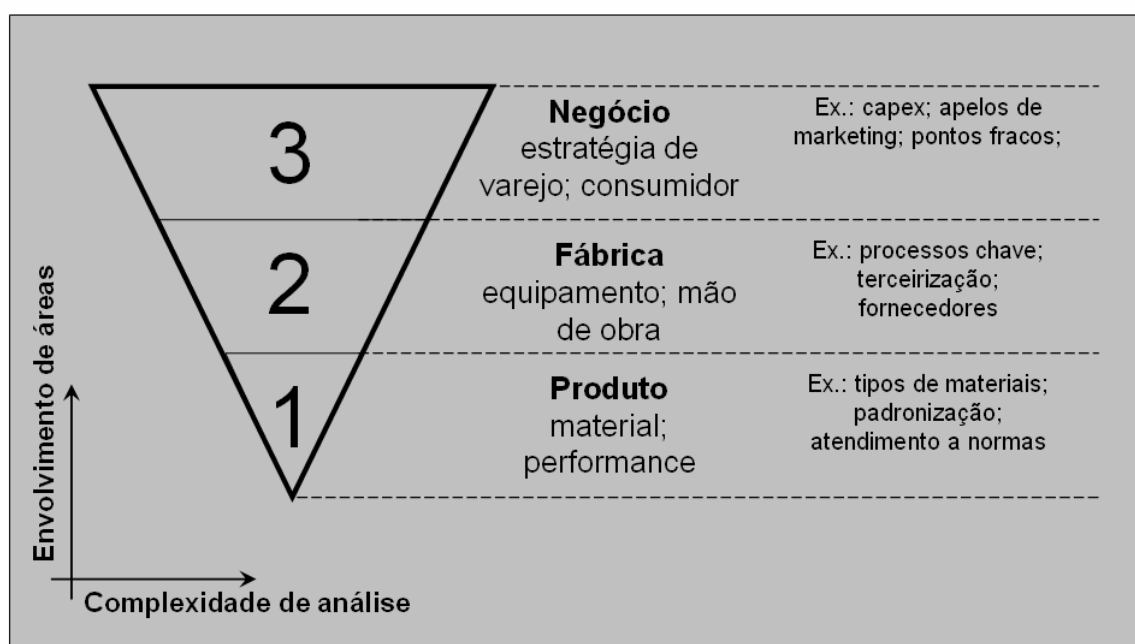 3
Negócio
estratégia de
varejo; consumidor
Ex.: capex; apelos de
marketing; pontos fracos;
2
Fábrica
equipamento; mão
de obra
Ex.: processos chave;
terceirização;
fornecedores
1
Produto
material;
performance
Ex.: tipos de materiais;
padronização;
atendimento a normas
Envolvimento de áreas
Complexidade de análise